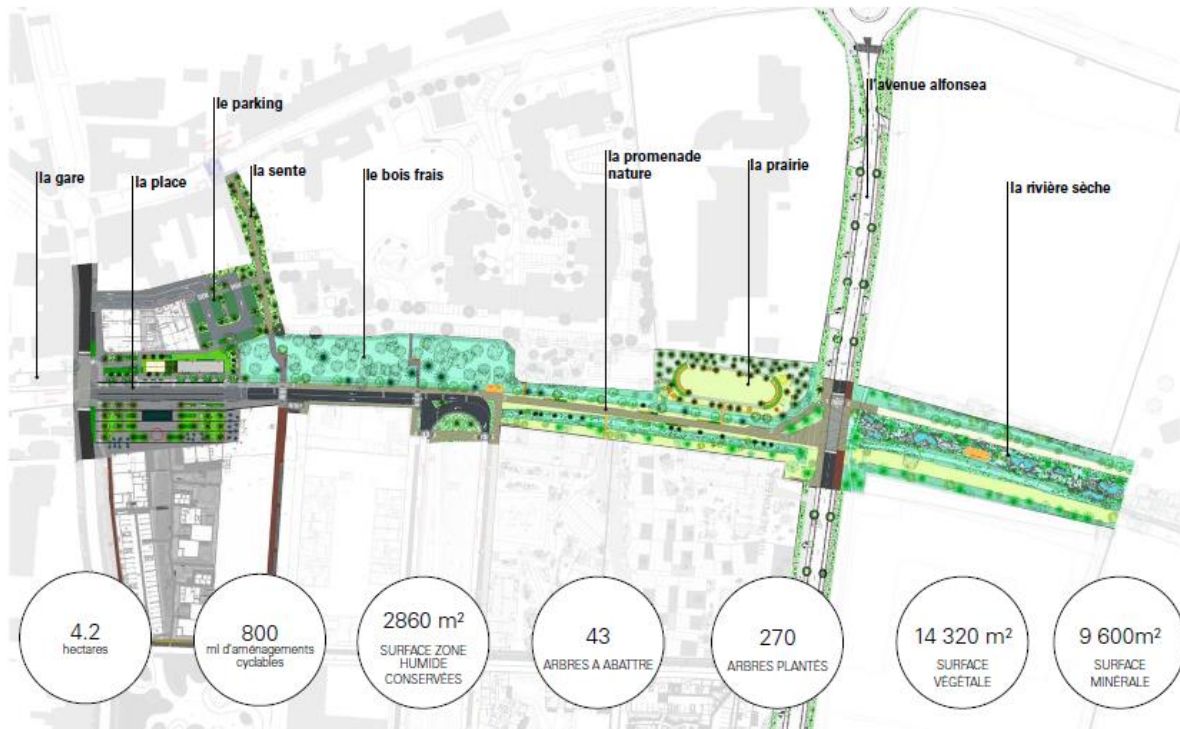 l'avenue alfonsea
le parking
la promenade
nature
la prairie
la sente
le bois frais
la gare
la place
la rivière sèche
4.2
hectares
800
ml d'aménagements
cyclables
2860 m²
SURFACE ZONE
HUMIDE
CONSERVÉES
43
ARBRES A ABATTRE
270
ARBRES PLANTÉS
14 320 m²
SURFACE
VÉGÉTALE
9 600m²
SURFACE
MINÉRALE